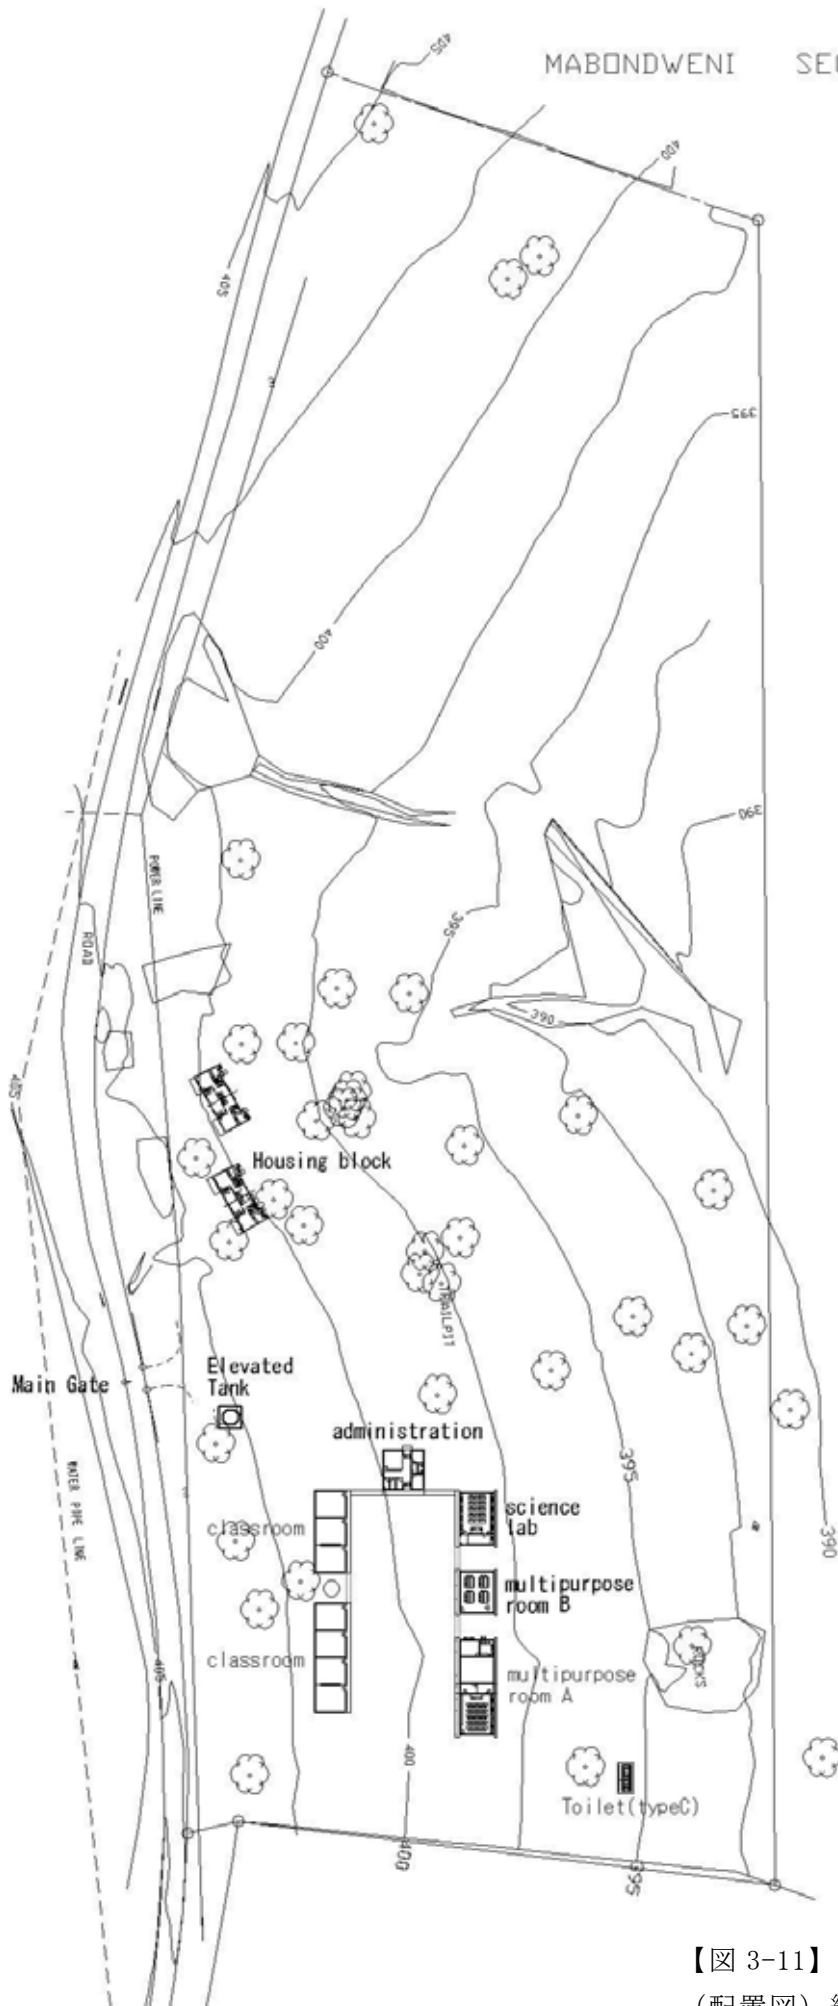 405
MABONDWENI SE
400
405
395
400
390
POWER LINE
395
ROAD
390
405
Housing block
Elevated
Tank
Main Gate
administration
395
WATER PIPE LINE
classroom
science
lab
390
multipurpose
room B
classroom
multipurpose
room A
ROCKS
405
400
Toilet(typeC)
400
395
【図 3-11】
(配置図)